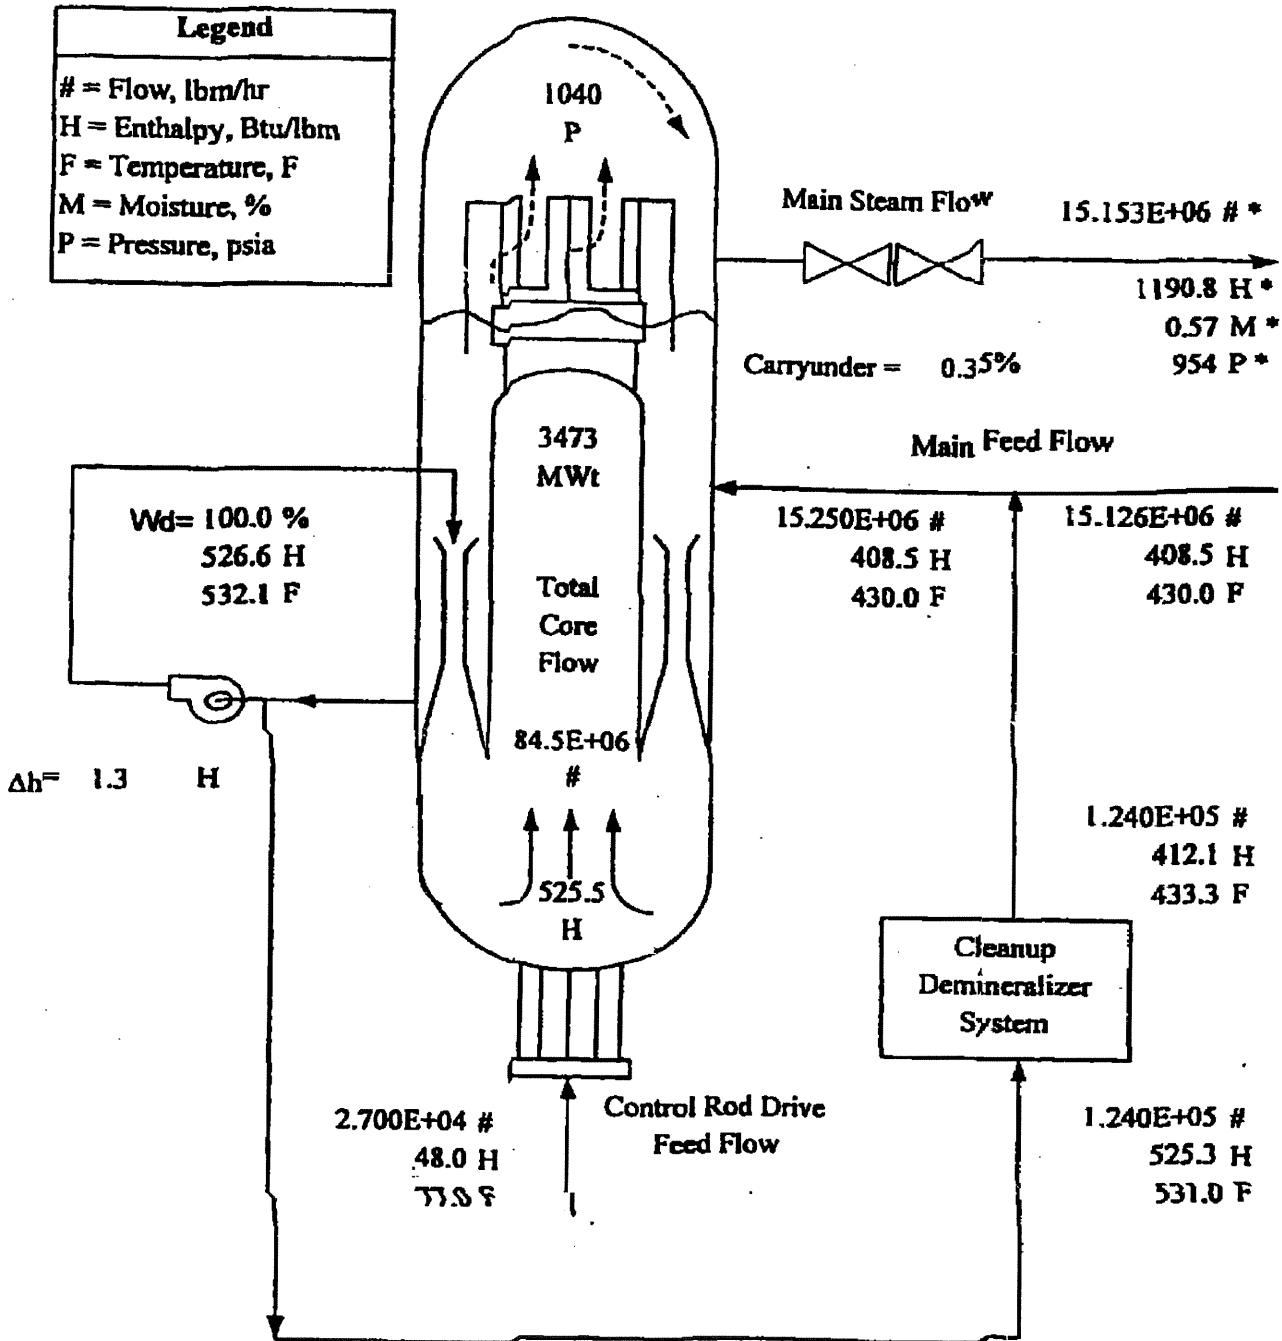 Legend
# = Flow, lbm/hr
H = Enthalpy, Btu/lbm
F = Temperature, F
M = Moisture, %
P = Pressure, psia
1040
P
Main Steam Flow
15.153E+06 # *
1190.8 H *
0.57 M *
954 P *
Carryunder = 0.35%
3473
MWt
Main Feed Flow
Wd= 100.0 %
526.6 H
532.1 F
15.250E+06 #
408.5 H
430.0 F
15.126E+06 #
408.5 H
430.0 F
Total
Core
Flow
84.5E+06
#
Δh= 1.3 H
525.5
H
1.240E+05 #
412.1 H
433.3 F
Cleanup
Demineralizer
System
2.700E+04 #
48.0 H
Control Rod Drive
Feed Flow
1.240E+05 #
525.3 H
531.0 F